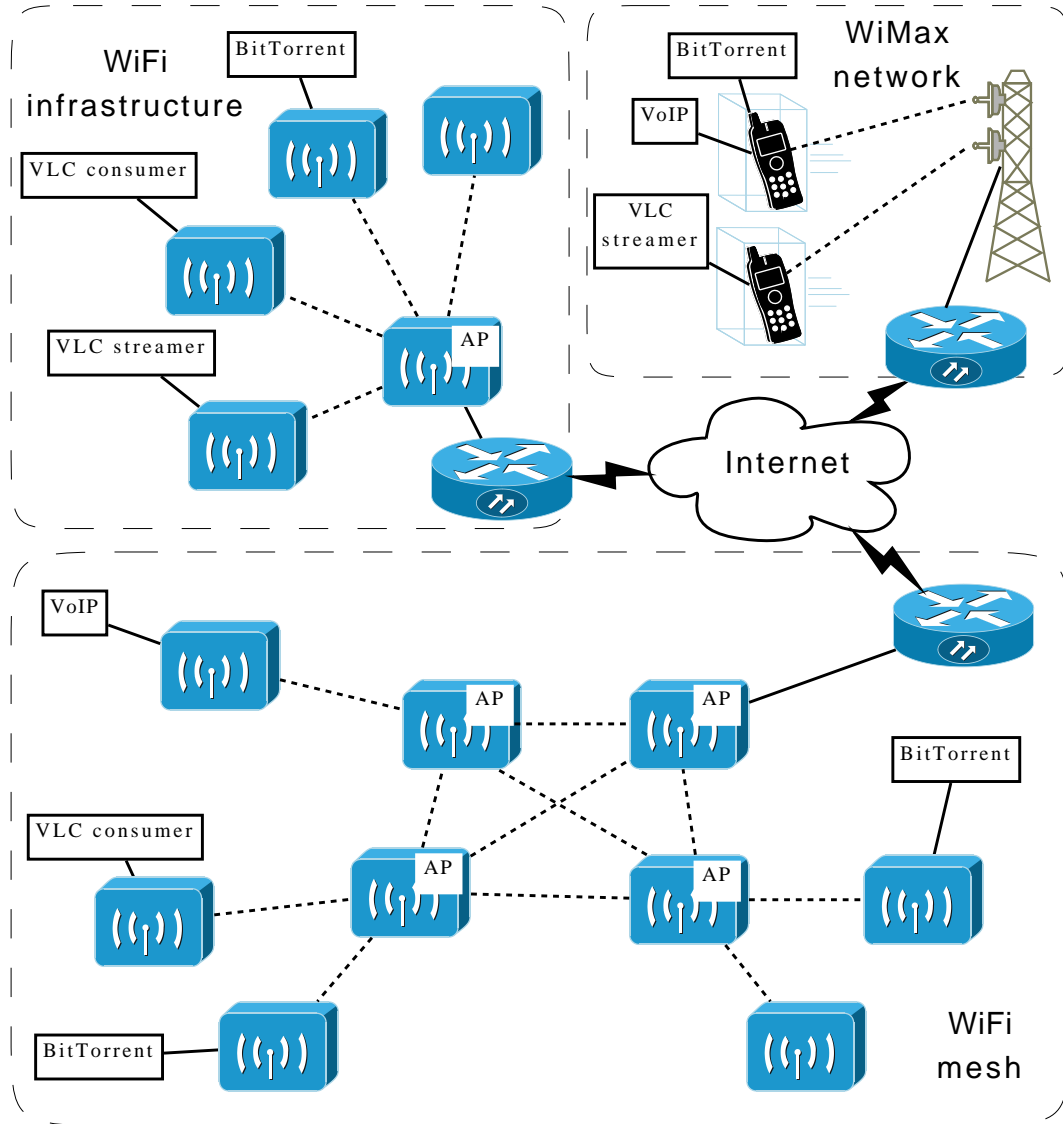 WiFi
infrastructure
BitTorrent
VLC consumer
VLC streamer
AP
WiMax
network
BitTorrent
VoIP
VLC
streamer
Internet
VoIP
AP
AP
BitTorrent
VLC consumer
AP
AP
BitTorrent
WiFi
mesh